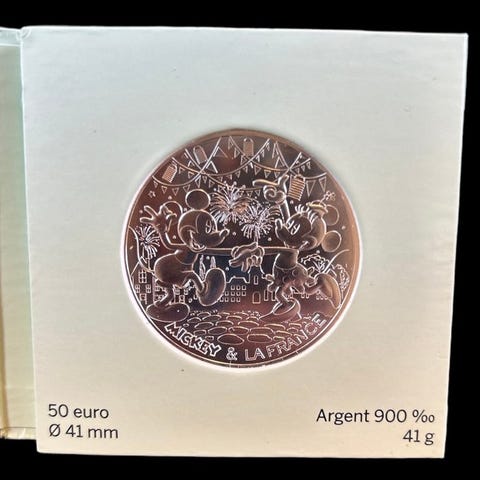 MICKEY & LA FRANCE
50 euro
Ø 41 mm
Argent 900 ‰
41 g